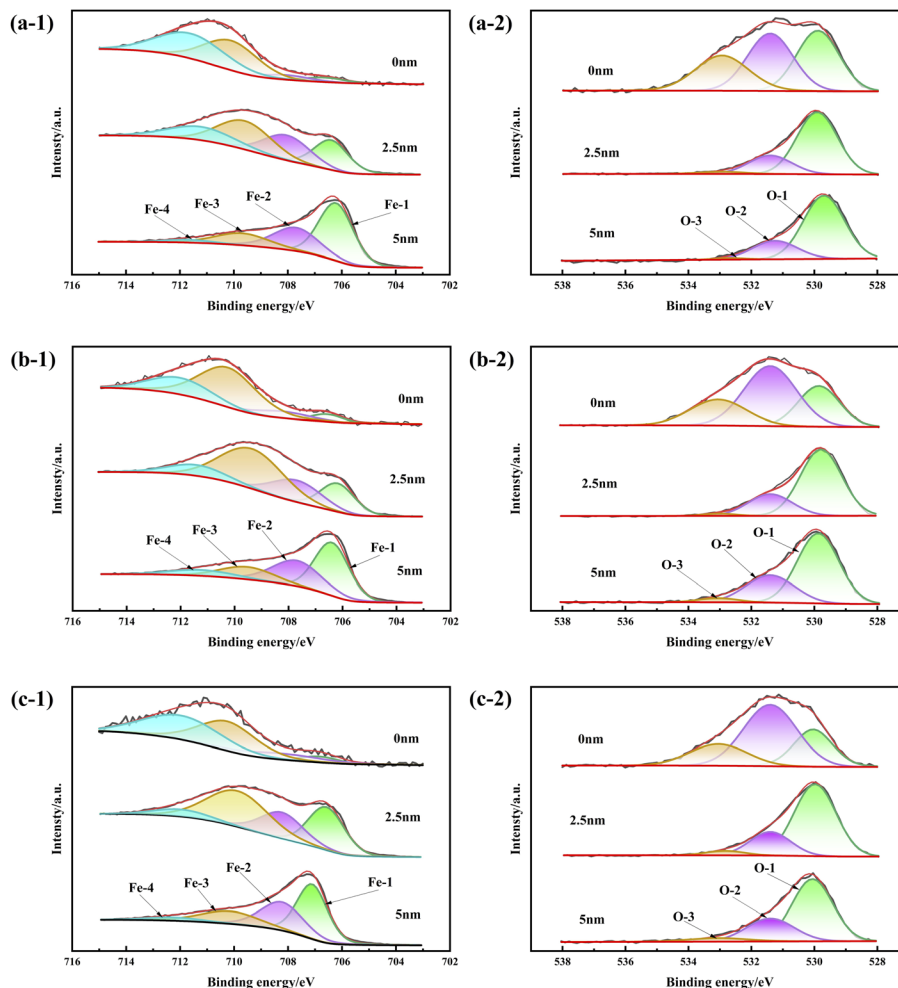 (a-1)
Intensty/a.u.
0nm
2.5nm
5nm
Fe-4
Fe-3
Fe-2
Fe-1
716 714 712 710 708 706 704 702
Binding energy/eV
(a-2)
Intensty/a.u.
0nm
2.5nm
5nm
O-3
O-2
O-1
538 536 534 532 530 528
Binding energy/eV
(b-1)
Intensty/a.u.
0nm
2.5nm
5nm
Fe-4
Fe-3
Fe-2
Fe-1
716 714 712 710 708 706 704 702
Binding energy/eV
(b-2)
Intensty/a.u.
0nm
2.5nm
5nm
O-3
O-2
O-1
538 536 534 532 530 528
Binding energy/eV
(c-1)
Intensty/a.u.
0nm
2.5nm
5nm
Fe-4
Fe-3
Fe-2
Fe-1
716 714 712 710 708 706 704 702
Binding energy/eV
(c-2)
Intensty/a.u.
0nm
2.5nm
5nm
O-3
O-2
O-1
538 536 534 532 530 528
Binding energy/eV